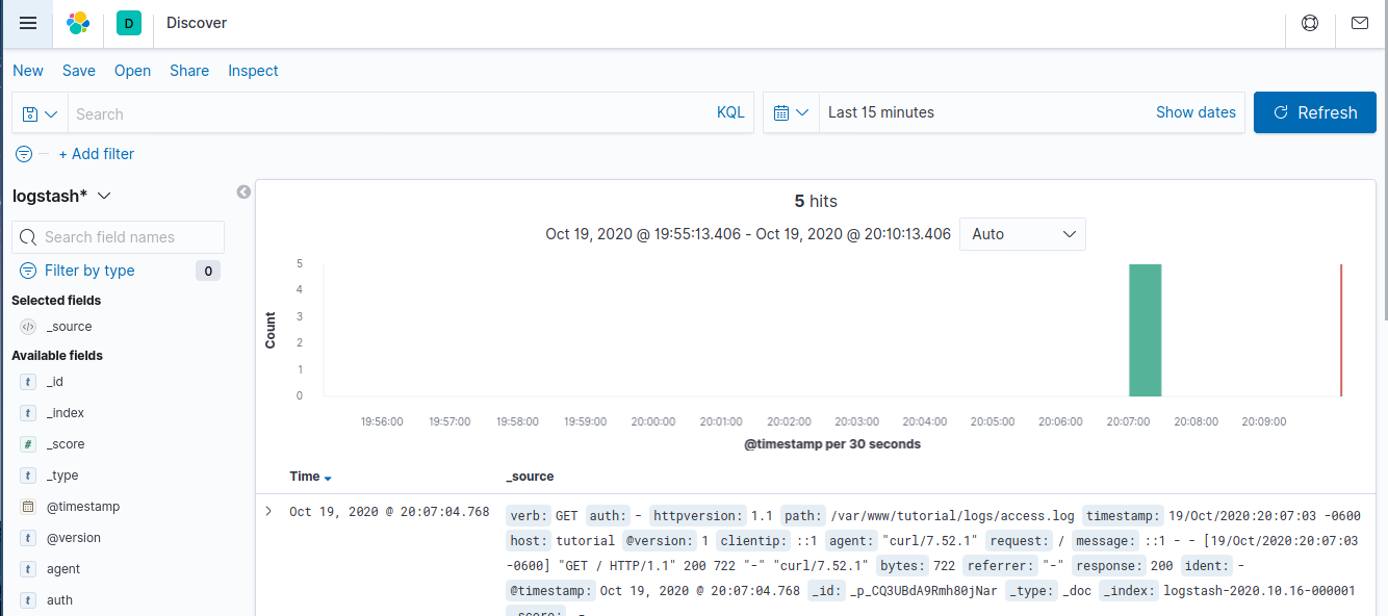 D Discover
New Save Open Share Inspect
Search KQL Last 15 minutes Show dates Refresh
+ Add filter
logstash*
Search field names
Filter by type 0
Selected fields
_source
Available fields
t _id
t _index
# _score
t _type
@timestamp
t @version
t agent
t auth
5 hits
Oct 19, 2020 @ 19:55:13.406 - Oct 19, 2020 @ 20:10:13.406 Auto
Count
5
4
3
2
1
0
19:56:00 19:57:00 19:58:00 19:59:00 20:00:00 20:01:00 20:02:00 20:03:00 20:04:00 20:05:00 20:06:00 20:07:00 20:08:00 20:09:00
@timestamp per 30 seconds
Time _source
Oct 19, 2020 @ 20:07:04.768 verb: GET auth: - httpversion: 1.1 path: /var/www/tutorial/logs/access.log timestamp: 19/Oct/2020:20:07:03 -0600
host: tutorial @version: 1 clientip: ::1 agent: "curl/7.52.1" request: / message: ::1 - - [19/Oct/2020:20:07:03
-0600] "GET / HTTP/1.1" 200 722 "-" "curl/7.52.1" bytes: 722 referrer: "-" response: 200 ident: -
@timestamp: Oct 19, 2020 @ 20:07:04.768 _id: _p_CQ3UBdA9Rmh80jNar _type: _doc _index: logstash-2020.10.16-000001
_score: -